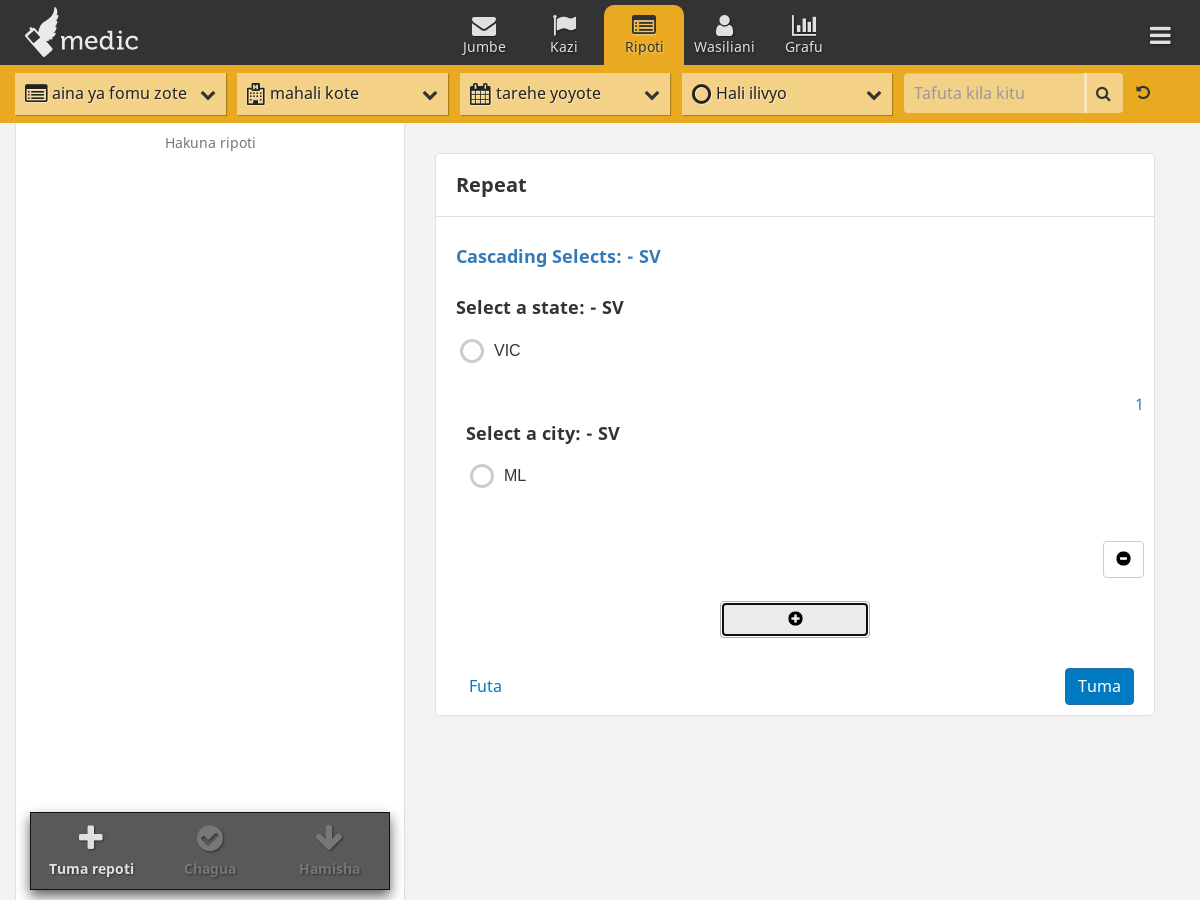 medic
Jumbe
Kazi
Ripoti
Wasiliani
Grafu
aina ya fomu zote
mahali kote
tarehe yoyote
Hali ilivyo
Tafuta kila kitu
Hakuna ripoti
Repeat
Cascading Selects: - SV
Select a state: - SV
VIC
1
Select a city: - SV
ML
Futa
Tuma
Tuma repoti
Chagua
Hamisha